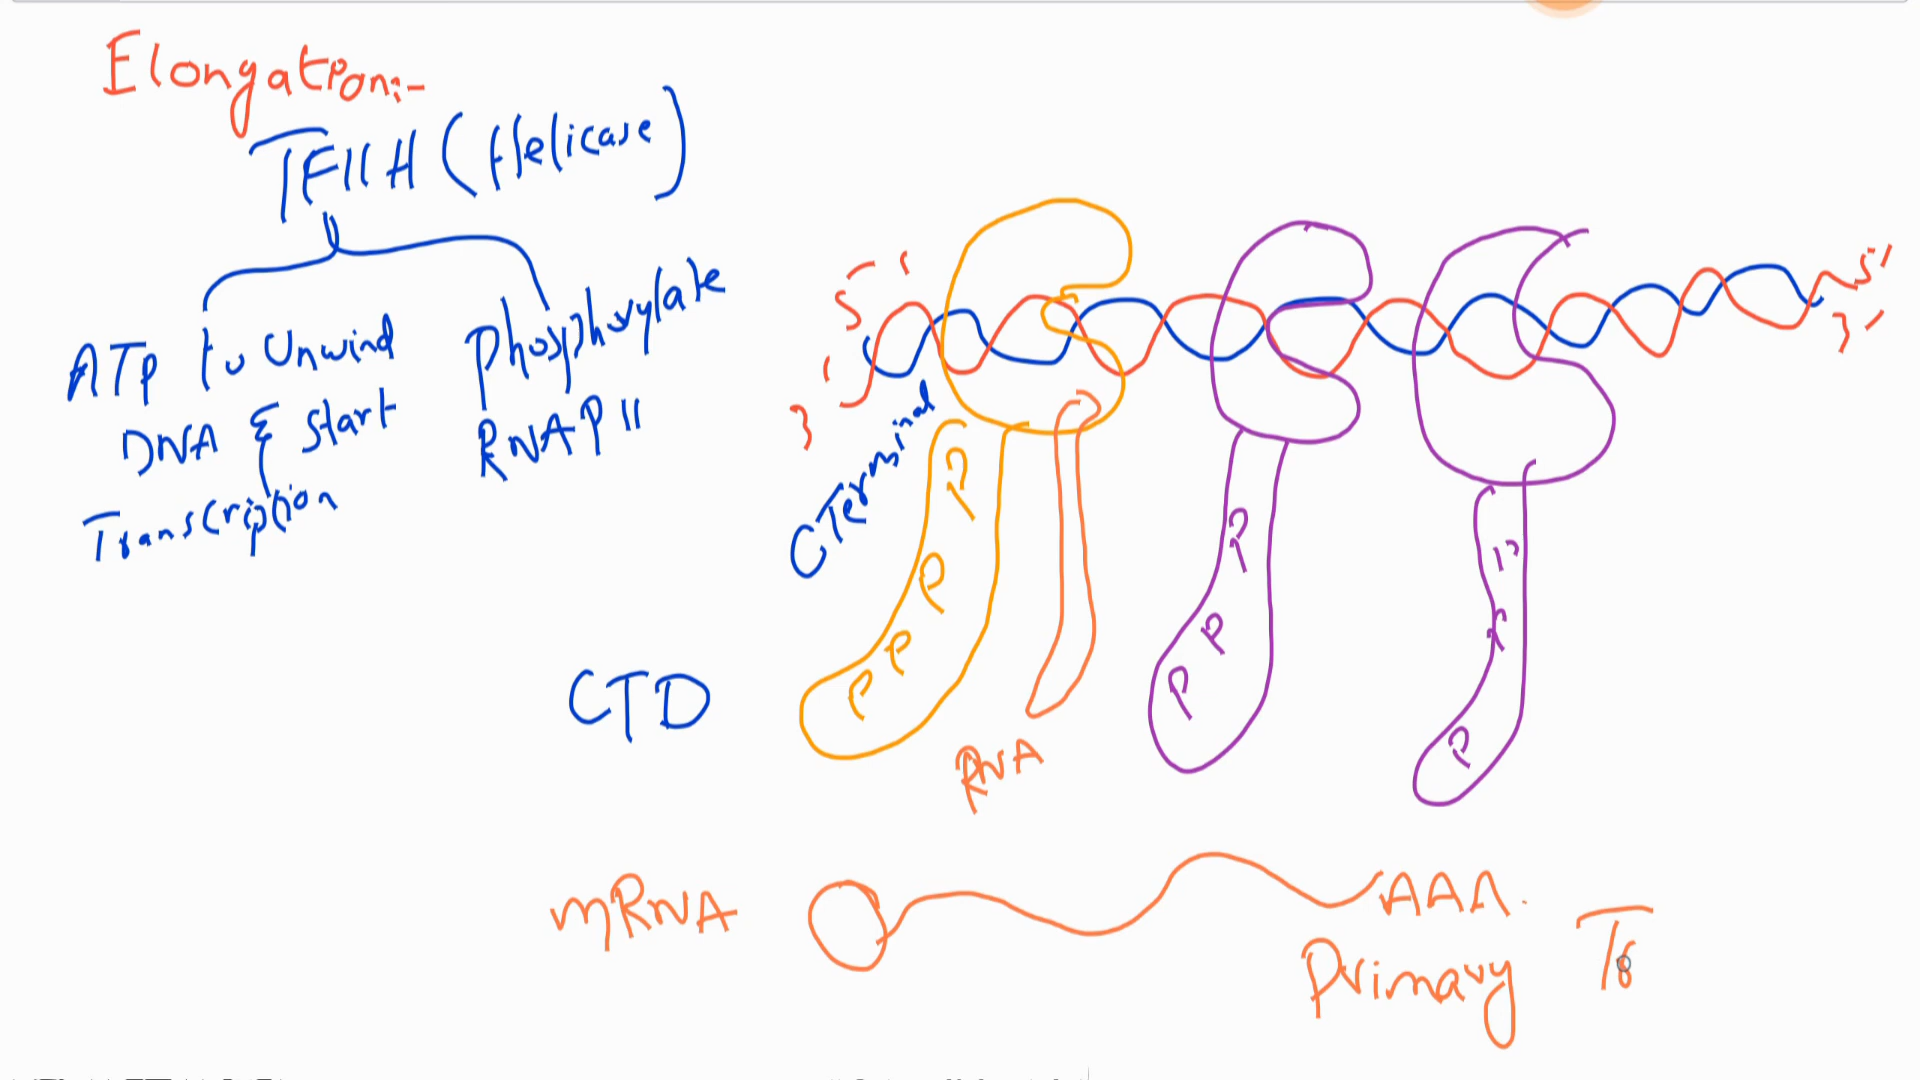 Elongation:-
TFIIH (Helicase)
ATP to Unwind
DNA & start
Transcription
Phosphorylate
RNAP II
5'
3'
5'
3'
C Terminal
P
P
P
P
P
P
P
P
P
P
CTD
RNA
mRNA
AAA
Primary Tr